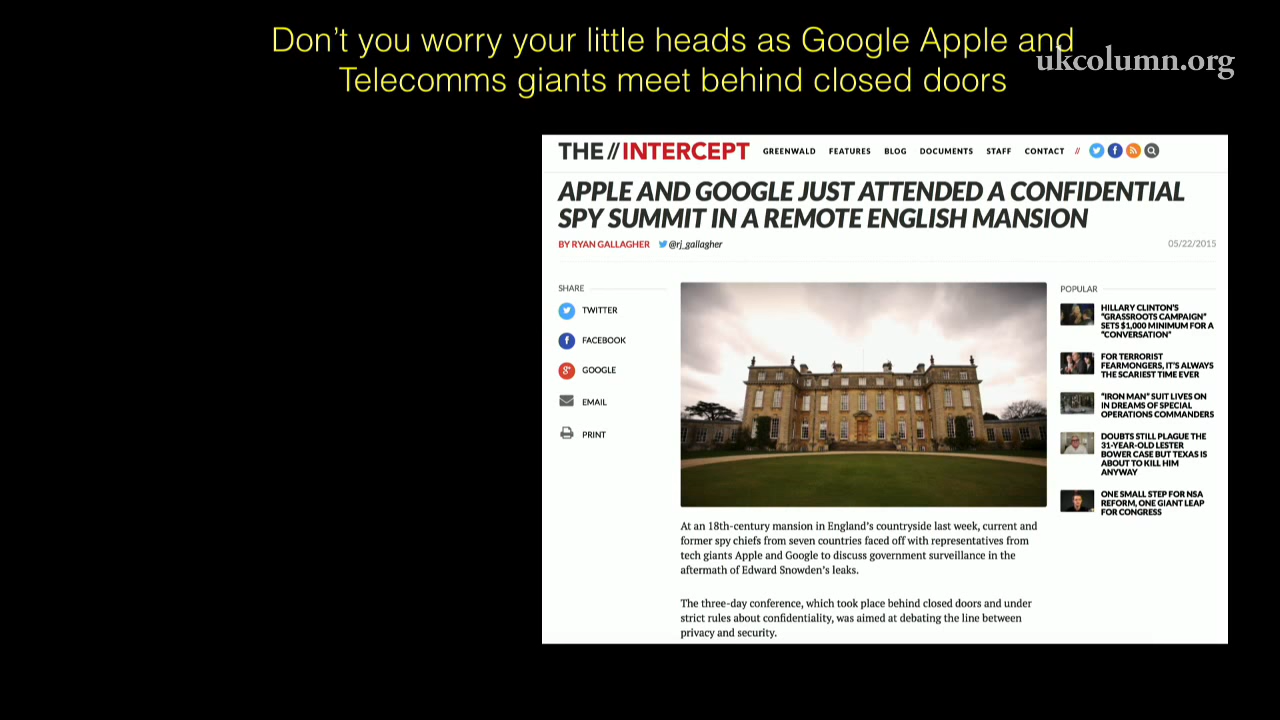 Don't you worry your little heads as Google Apple and
Telecomms giants meet behind closed doors
ukcolumn.org
THE // INTERCEPT
GREENWALD FEATURES BLOG DOCUMENTS STAFF CONTACT //
APPLE AND GOOGLE JUST ATTENDED A CONFIDENTIAL
SPY SUMMIT IN A REMOTE ENGLISH MANSION
BY RYAN GALLAGHER @rj_gallagher
05/22/2015
SHARE
TWITTER
FACEBOOK
GOOGLE
EMAIL
PRINT
At an 18th-century mansion in England's countryside last week, current and
former spy chiefs from seven countries faced off with representatives from
tech giants Apple and Google to discuss government surveillance in the
aftermath of Edward Snowden's leaks.
The three-day conference, which took place behind closed doors and under
strict rules about confidentiality, was aimed at debating the line between
privacy and security.
POPULAR
HILLARY CLINTON'S
"GRASSROOTS CAMPAIGN"
SETS $1,000 MINIMUM FOR A
"CONVERSATION"
FOR TERRORIST
FEARMONGERS, IT'S ALWAYS
THE SCARIEST TIME EVER
"IRON MAN" SUIT LIVES ON
IN DREAMS OF SPECIAL
OPERATIONS COMMANDERS
DOUBTS STILL PLAGUE THE
31-YEAR-OLD LESTER
BOWER CASE BUT TEXAS IS
ABOUT TO KILL HIM
ANYWAY
ONE SMALL STEP FOR NSA
REFORM, ONE GIANT LEAP
FOR CONGRESS